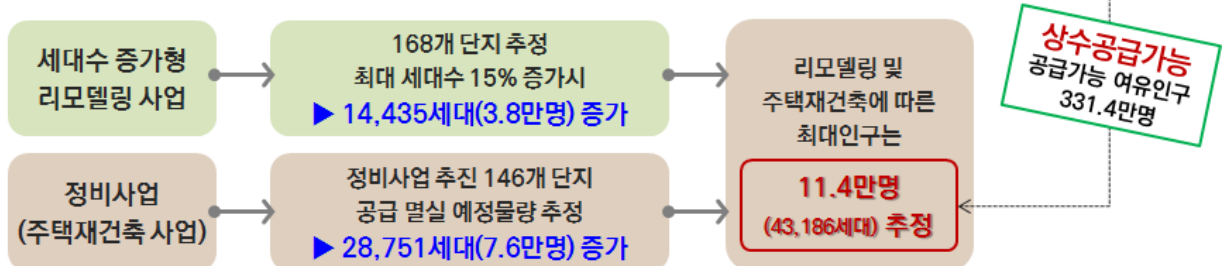 세대수 증가형
리모델링 사업
168개 단지 추정
최대 세대수 15% 증가시
▶ 14,435세대(3.8만명) 증가
정비사업
(주택재건축 사업)
정비사업 추진 146개 단지
공급 멸실 예정물량 추정
▶ 28,751세대(7.6만명) 증가
리모델링 및
주택재건축에 따른
최대인구는
11.4만명
(43,186세대) 추정
상수공급가능
공급가능 여유인구
331.4만명